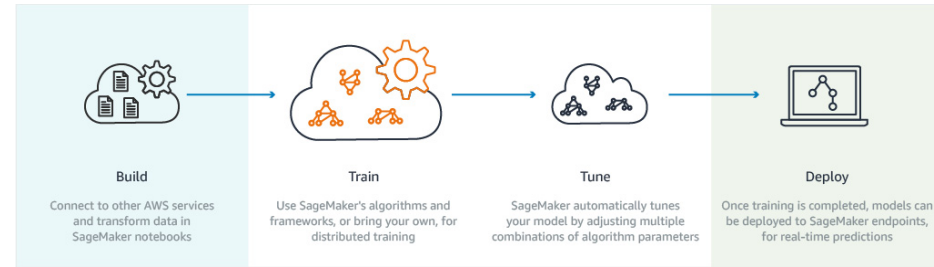 Build
Connect to other AWS services
and transform data in
SageMaker notebooks
Train
Use SageMaker's algorithms and
frameworks, or bring your own, for
distributed training
Tune
SageMaker automatically tunes
your model by adjusting multiple
combinations of algorithm parameters
Deploy
Once training is completed, models can
be deployed to SageMaker endpoints,
for real-time predictions